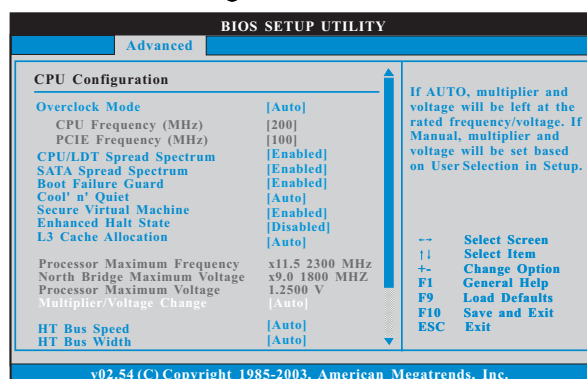 BIOS SETUP UTILITY
Advanced
CPU Configuration
Overclock Mode [Auto]
CPU Frequency (MHz) [200]
PCIE Frequency (MHz) [100]
CPU/LDT Spread Spectrum [Enabled]
SATA Spread Spectrum [Enabled]
Boot Failure Guard [Enabled]
Cool' n' Quiet [Auto]
Secure Virtual Machine [Enabled]
Enhanced Halt State [Disabled]
L3 Cache Allocation [Auto]
Processor Maximum Frequency x11.5 2300 MHz
North Bridge Maximum Voltage x9.0 1800 MHZ
Processor Maximum Voltage 1.2500 V
Multiplier/Voltage Change [Auto]
HT Bus Speed [Auto]
HT Bus Width [Auto]
If AUTO, multiplier and
voltage will be left at the
rated frequency/voltage. If
Manual, multiplier and
voltage will be set based
on User Selection in Setup.
←→ Select Screen
↑↓ Select Item
+- Change Option
F1 General Help
F9 Load Defaults
F10 Save and Exit
ESC Exit
v02.54 (C) Copyright 1985-2003, American Megatrends, Inc.